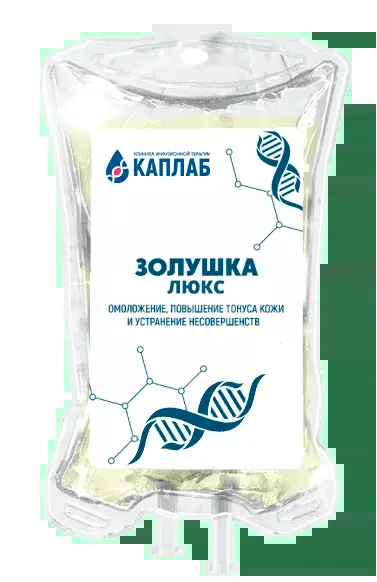 КЛИНИКА ИНФУЗИОННОЙ ТЕРАПИИ
КАПЛАБ
ЗОЛУШКА
ЛЮКС
ОМОЛОЖЕНИЕ, ПОВЫШЕНИЕ ТОНУСА КОЖИ
И УСТРАНЕНИЕ НЕСОВЕРШЕНСТВ